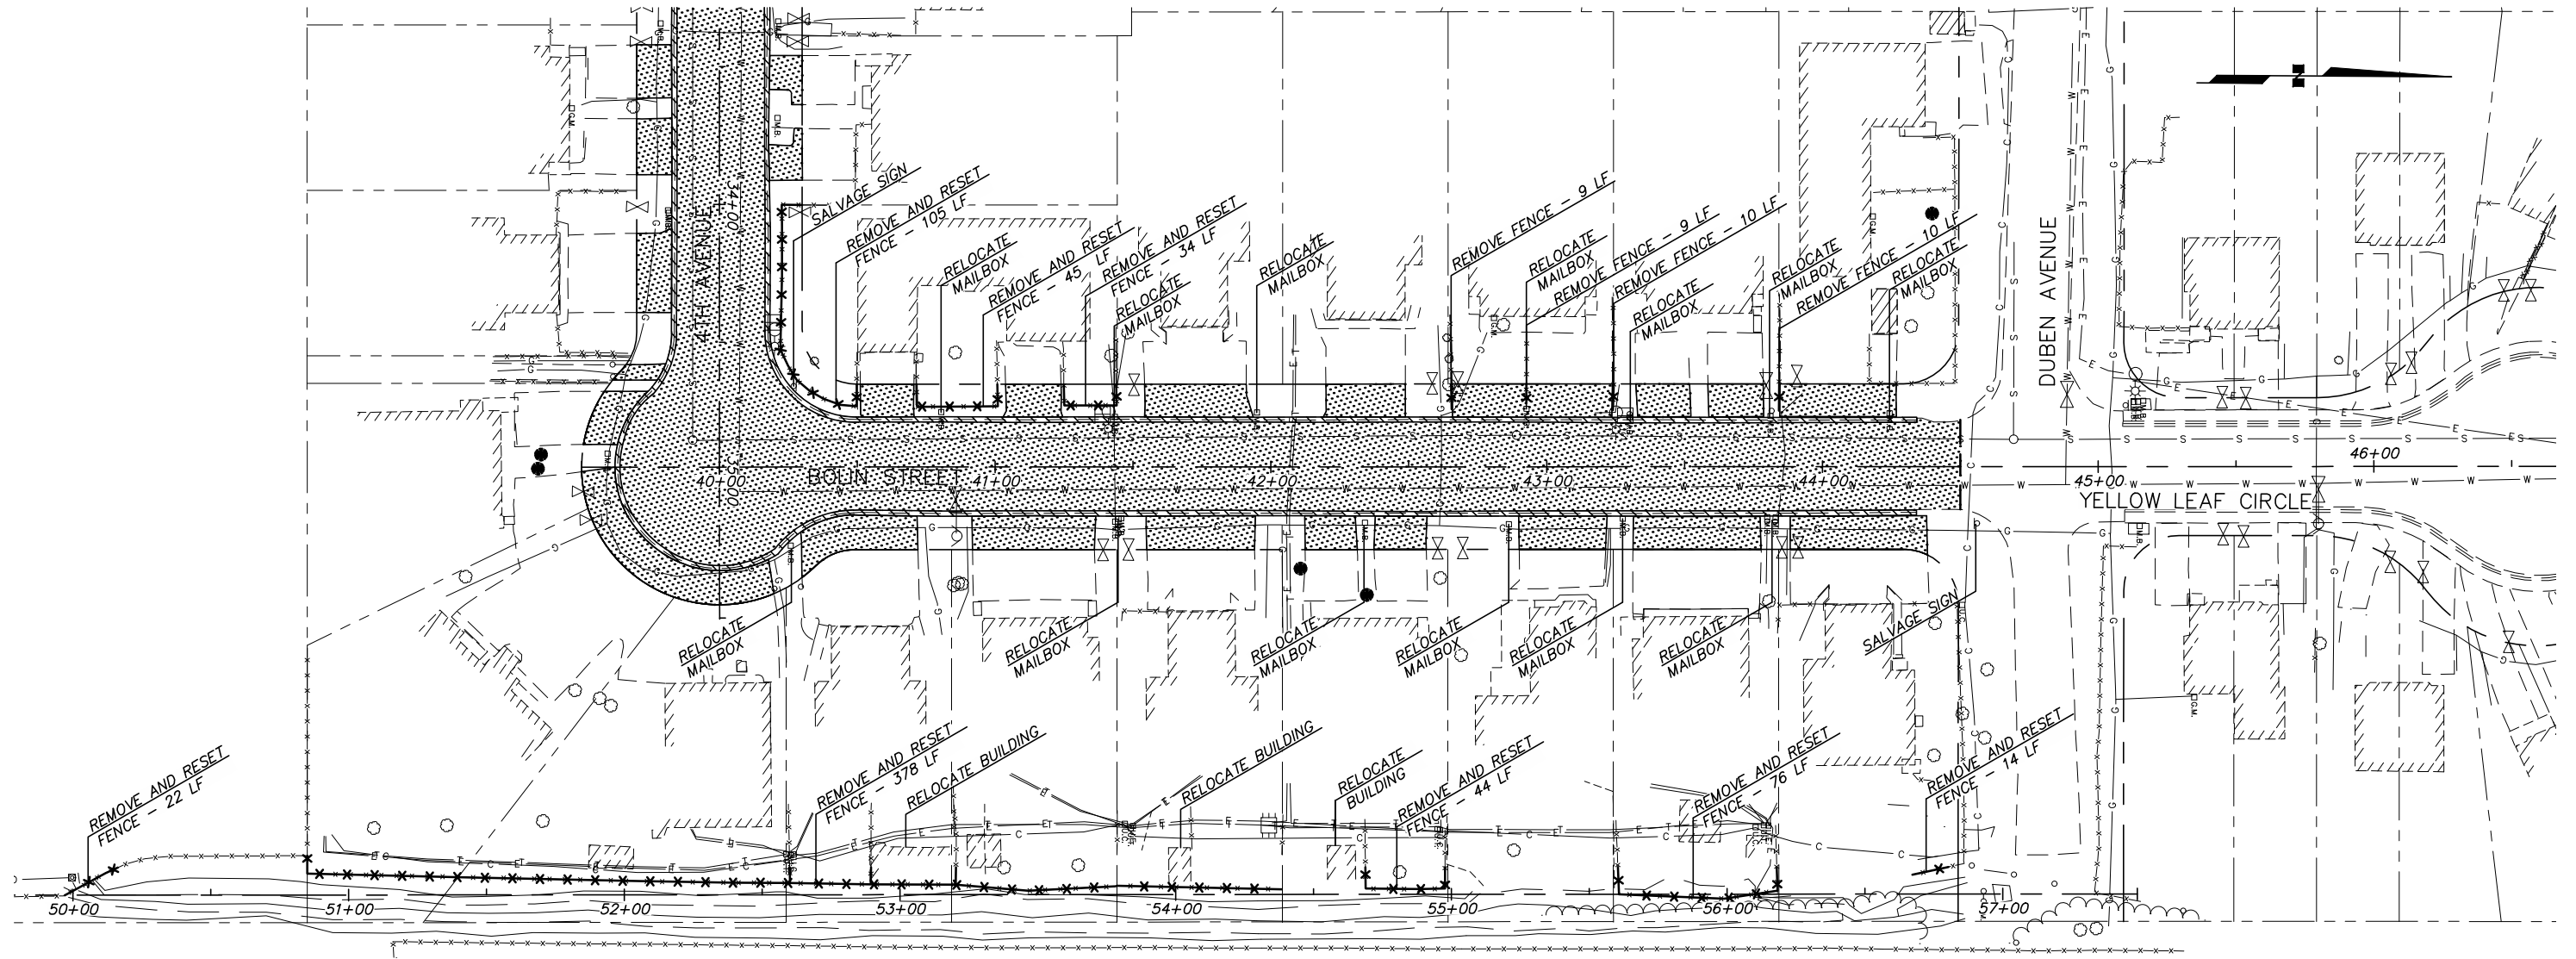 N
SALVAGE SIGN
REMOVE AND RESET
FENCE - 105 LF
RELOCATE
MAILBOX
REMOVE AND RESET
FENCE - 45 LF
REMOVE AND RESET
FENCE - 34 LF
RELOCATE
MAILBOX
RELOCATE
MAILBOX
REMOVE FENCE - 9 LF
RELOCATE
MAILBOX
REMOVE FENCE - 9 LF
REMOVE FENCE - 10 LF
RELOCATE
MAILBOX
RELOCATE
MAILBOX
REMOVE FENCE - 10 LF
RELOCATE
MAILBOX
4TH AVENUE
34+00
35+00
DUBEN AVENUE
BOLIN STREET
40+00
41+00
42+00
43+00
44+00
45+00
46+00
YELLOW LEAF CIRCLE
RELOCATE
MAILBOX
RELOCATE
MAILBOX
RELOCATE
MAILBOX
RELOCATE
MAILBOX
RELOCATE
MAILBOX
RELOCATE
MAILBOX
SALVAGE SIGN
REMOVE AND RESET
FENCE - 22 LF
REMOVE AND RESET
FENCE - 378 LF
RELOCATE BUILDING
RELOCATE BUILDING
RELOCATE
BUILDING
REMOVE AND RESET
FENCE - 44 LF
REMOVE AND RESET
FENCE - 76 LF
REMOVE AND RESET
FENCE - 14 LF
50+00
51+00
52+00
53+00
54+00
55+00
56+00
57+00